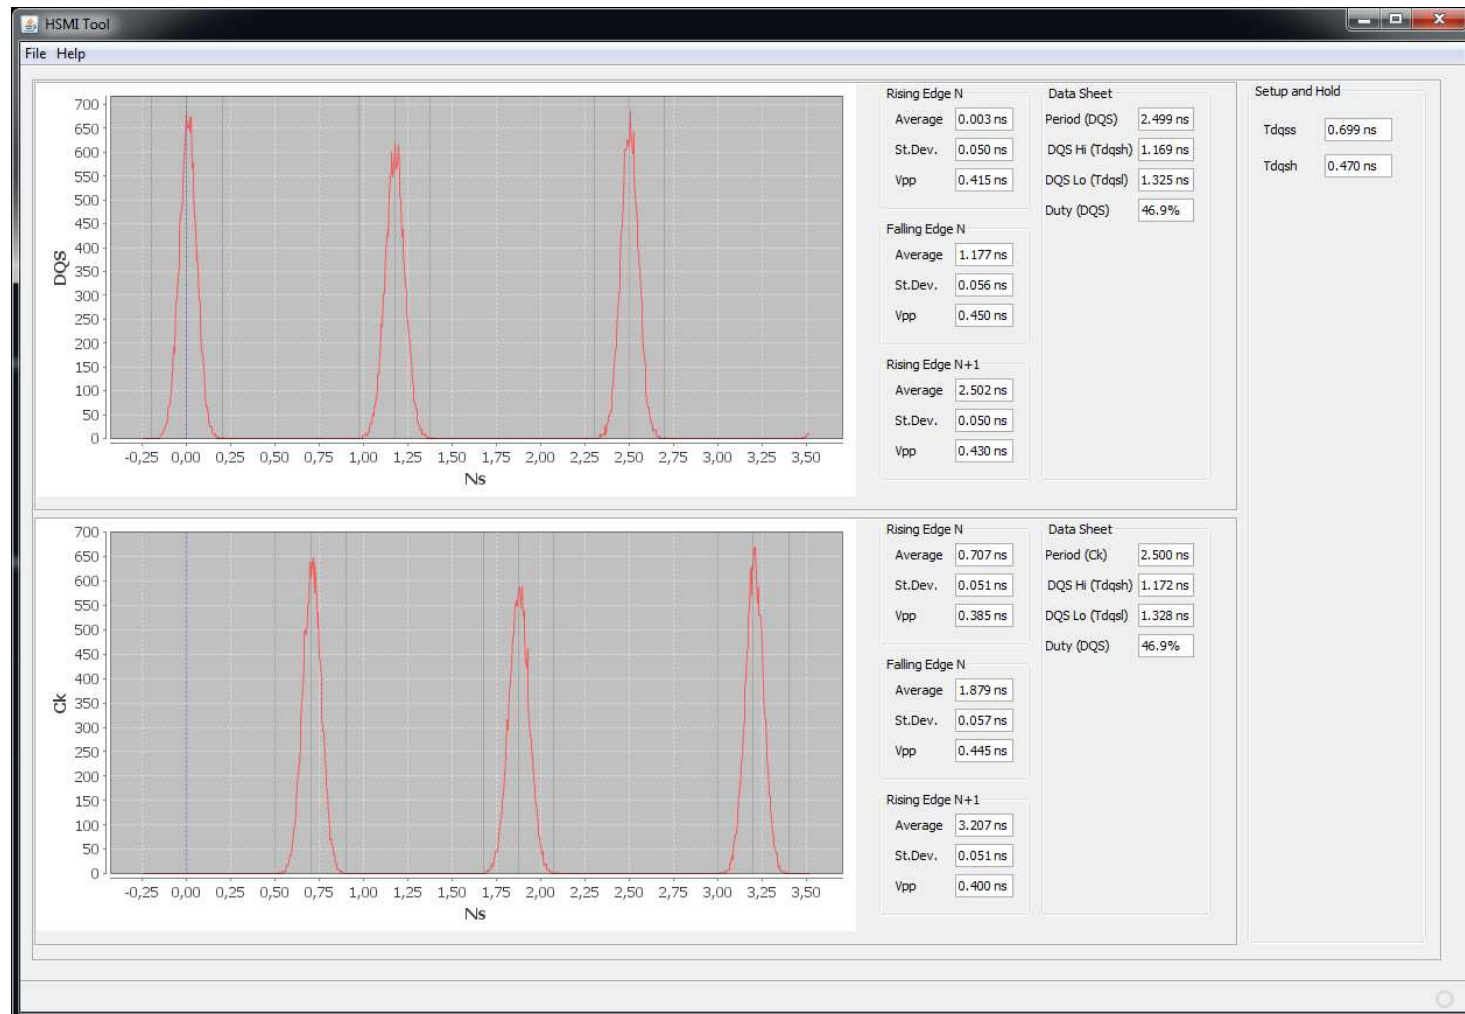 HSMI Tool
File Help
DQS
700
650
600
550
500
450
400
350
300
250
200
150
100
50
0
-0,25 0,00 0,25 0,50 0,75 1,00 1,25 1,50 1,75 2,00 2,25 2,50 2,75 3,00 3,25 3,50
Ns
Rising Edge N
Average 0.003 ns
St.Dev. 0.050 ns
Vpp 0.415 ns
Falling Edge N
Average 1.177 ns
St.Dev. 0.056 ns
Vpp 0.450 ns
Rising Edge N+1
Average 2.502 ns
St.Dev. 0.050 ns
Vpp 0.430 ns
Data Sheet
Period (DQS) 2.499 ns
DQS Hi (Tdqsh) 1.169 ns
DQS Lo (Tdqsl) 1.325 ns
Duty (DQS) 46.9%
Setup and Hold
Tdqss 0.699 ns
Tdqsh 0.470 ns
Ck
700
650
600
550
500
450
400
350
300
250
200
150
100
50
0
-0,25 0,00 0,25 0,50 0,75 1,00 1,25 1,50 1,75 2,00 2,25 2,50 2,75 3,00 3,25 3,50
Ns
Rising Edge N
Average 0.707 ns
St.Dev. 0.051 ns
Vpp 0.385 ns
Falling Edge N
Average 1.879 ns
St.Dev. 0.057 ns
Vpp 0.445 ns
Rising Edge N+1
Average 3.207 ns
St.Dev. 0.051 ns
Vpp 0.400 ns
Data Sheet
Period (Ck) 2.500 ns
DQS Hi (Tdqsh) 1.172 ns
DQS Lo (Tdqsl) 1.328 ns
Duty (DQS) 46.9%